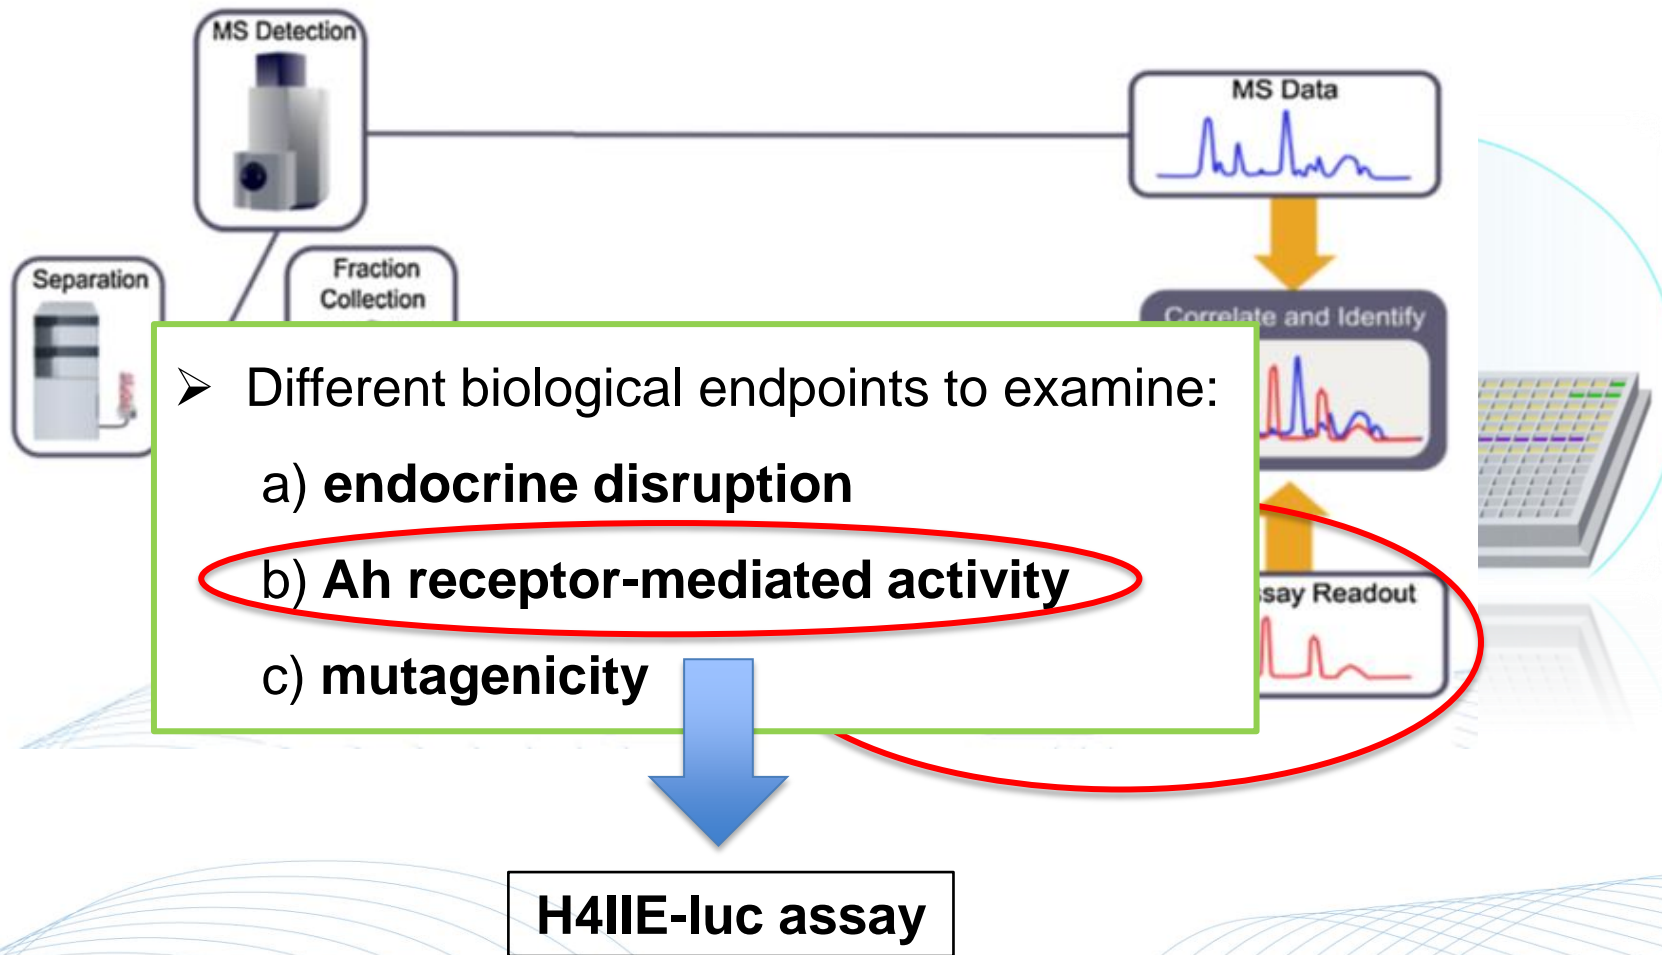 MS Detection
MS Data
Separation
Fraction
Collection
Correlate and Identify
➢ Different biological endpoints to examine:
a) endocrine disruption
b) Ah receptor-mediated activity
c) mutagenicity
Readout
H4IIE-luc assay